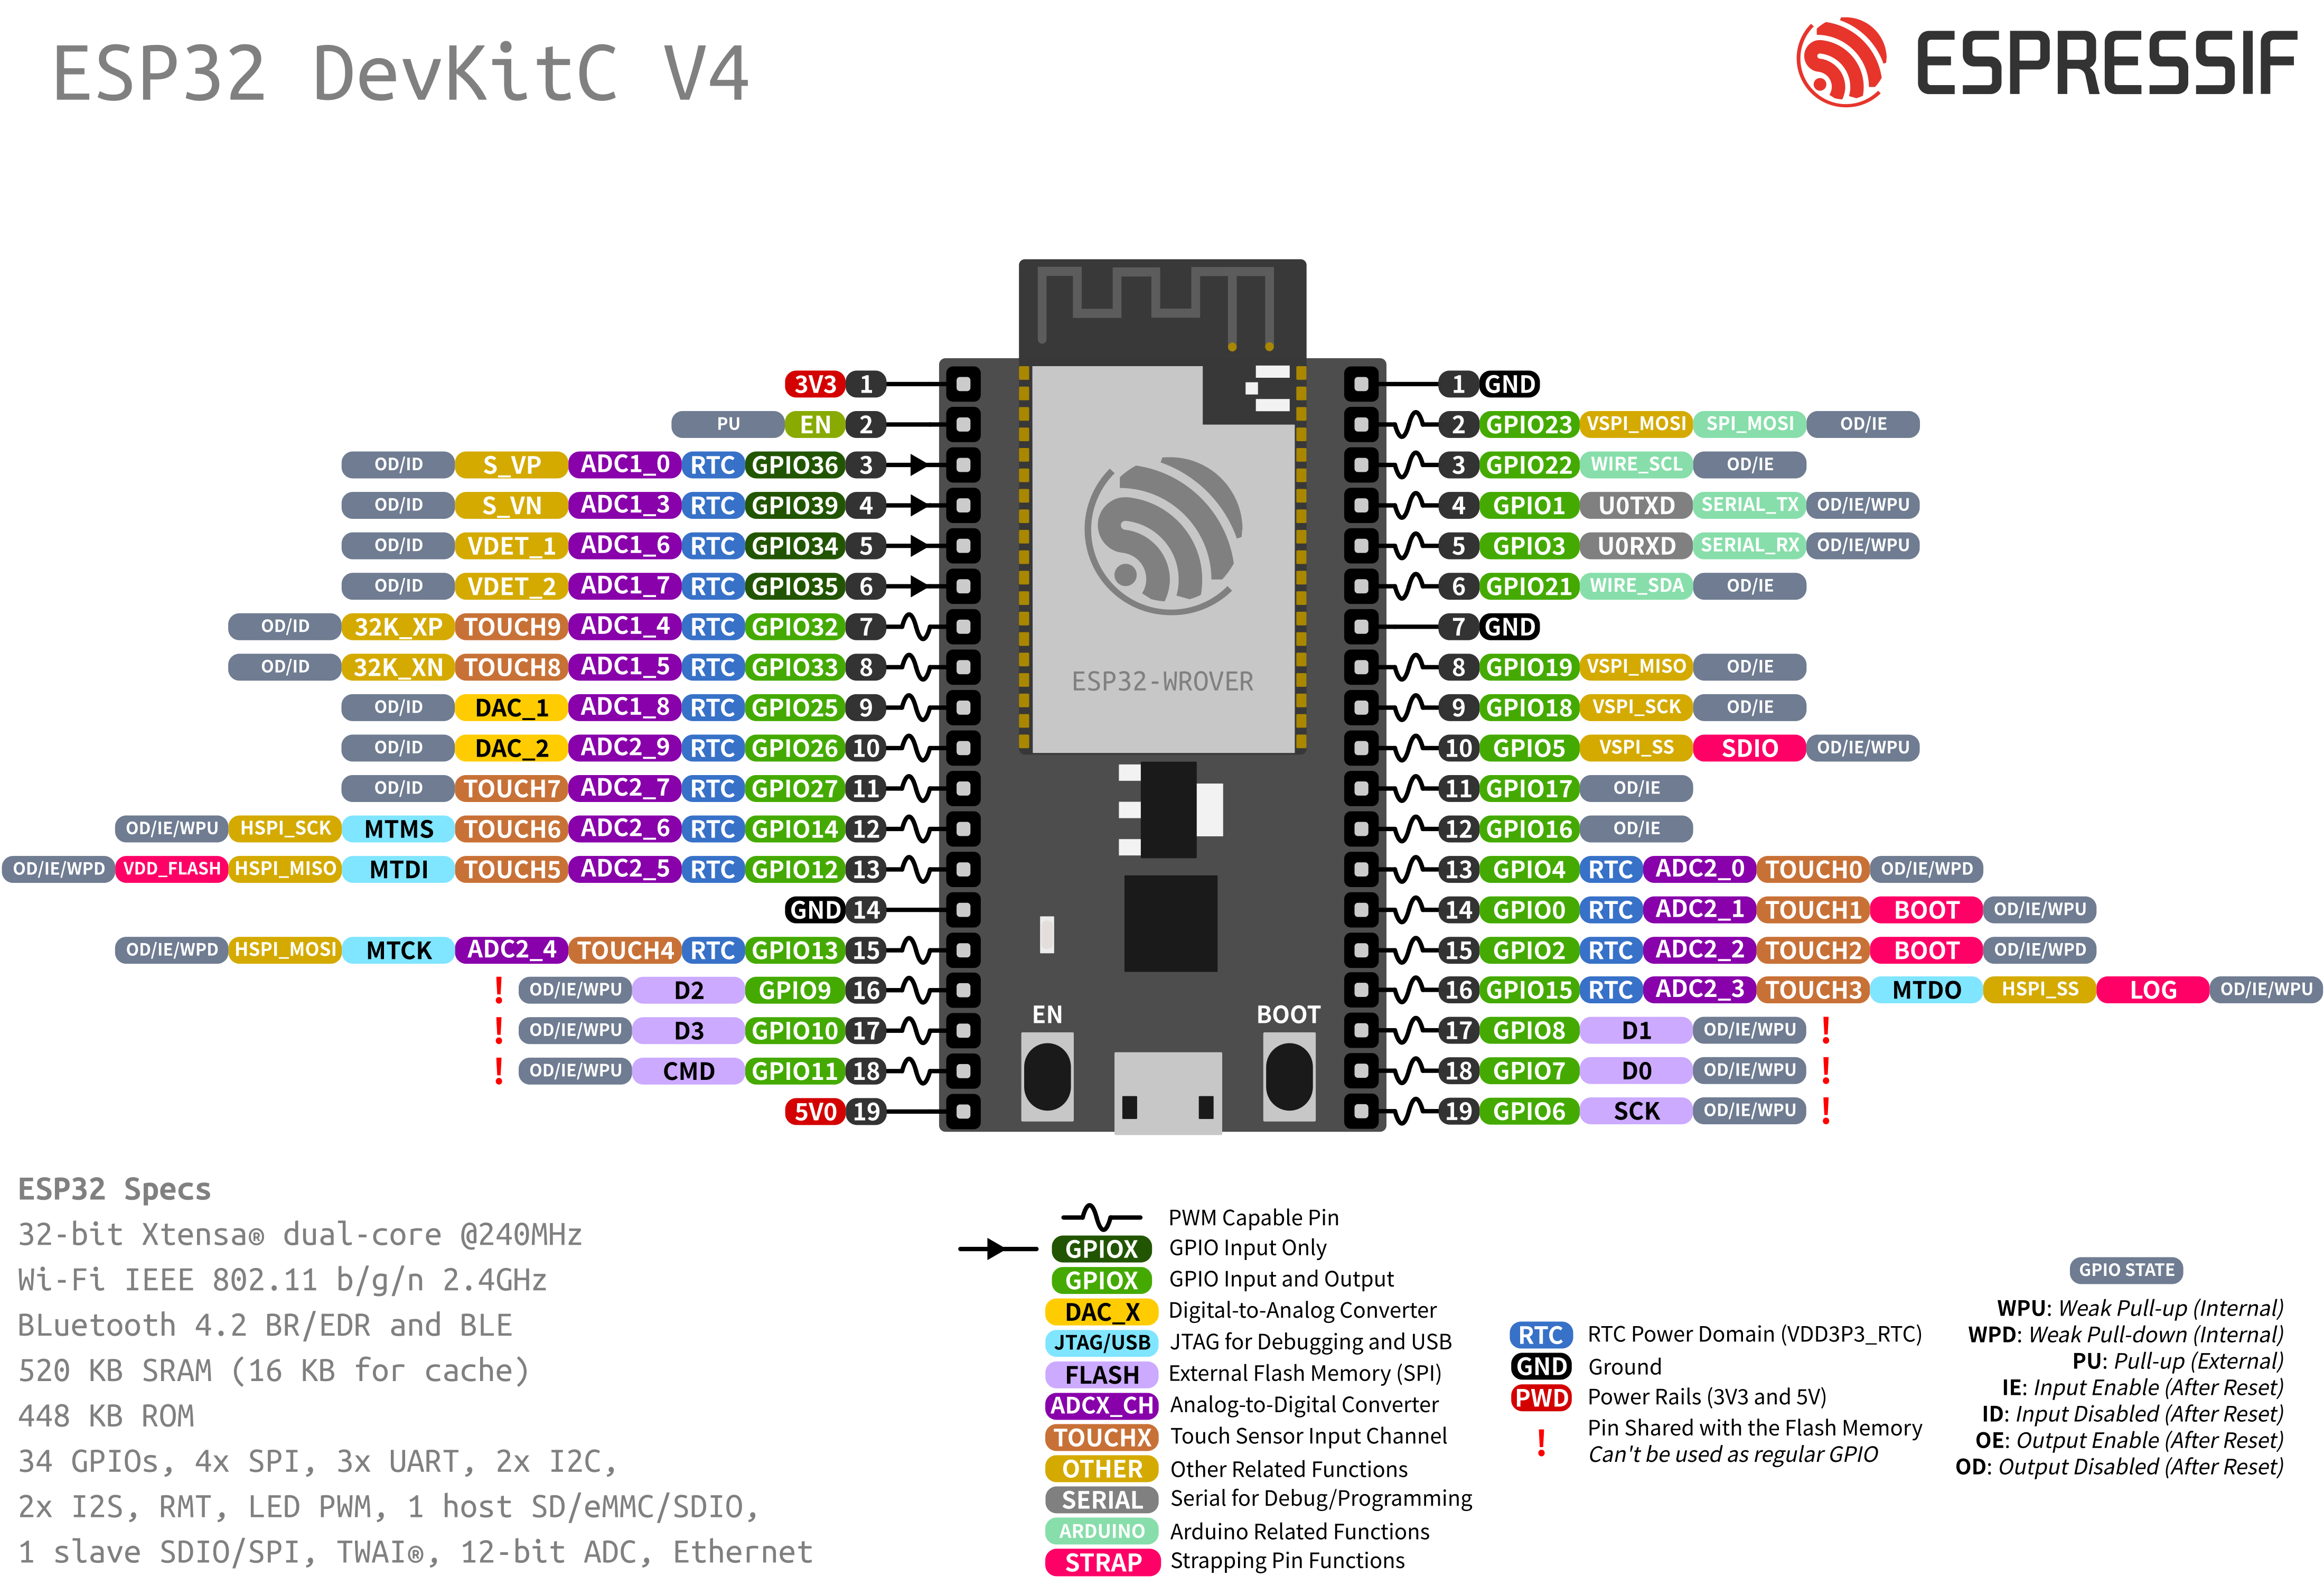 ESP32 DevKitC V4
ESPRESSIF
3V3 1
PU EN 2
OD/ID S_VP ADC1_0 RTC GPIO36 3
OD/ID S_VN ADC1_3 RTC GPIO39 4
OD/ID VDET_1 ADC1_6 RTC GPIO34 5
OD/ID VDET_2 ADC1_7 RTC GPIO35 6
OD/ID 32K_XP TOUCH9 ADC1_4 RTC GPIO32 7
OD/ID 32K_XN TOUCH8 ADC1_5 RTC GPIO33 8
OD/ID DAC_1 ADC1_8 RTC GPIO25 9
OD/ID DAC_2 ADC2_9 RTC GPIO26 10
OD/ID TOUCH7 ADC2_7 RTC GPIO27 11
OD/IE/WPU HSPI_SCK MTMS TOUCH6 ADC2_6 RTC GPIO14 12
OD/IE/WPD VDD_FLASH HSPI_MISO MTDI TOUCH5 ADC2_5 RTC GPIO12 13
GND 14
OD/IE/WPD HSPI_MOSI MTCK ADC2_4 TOUCH4 RTC GPIO13 15
! OD/IE/WPU D2 GPIO9 16
! OD/IE/WPU D3 GPIO10 17
! OD/IE/WPU CMD GPIO11 18
5V0 19
ESP32-WROVER
EN BOOT
1 GND
2 GPIO23 VSPI_MOSI SPI_MOSI OD/IE
3 GPIO22 WIRE_SCL OD/IE
4 GPIO1 U0TXD SERIAL_TX OD/IE/WPU
5 GPIO3 U0RXD SERIAL_RX OD/IE/WPU
6 GPIO21 WIRE_SDA OD/IE
7 GND
8 GPIO19 VSPI_MISO OD/IE
9 GPIO18 VSPI_SCK OD/IE
10 GPIO5 VSPI_SS SDIO OD/IE/WPU
11 GPIO17 OD/IE
12 GPIO16 OD/IE
13 GPIO4 RTC ADC2_0 TOUCH0 OD/IE/WPD
14 GPIO0 RTC ADC2_1 TOUCH1 BOOT OD/IE/WPU
15 GPIO2 RTC ADC2_2 TOUCH2 BOOT OD/IE/WPD
16 GPIO15 RTC ADC2_3 TOUCH3 MTDO HSPI_SS LOG OD/IE/WPU
17 GPIO8 D1 OD/IE/WPU !
18 GPIO7 D0 OD/IE/WPU !
19 GPIO6 SCK OD/IE/WPU !
ESP32 Specs
32-bit Xtensa® dual-core @240MHz
Wi-Fi IEEE 802.11 b/g/n 2.4GHz
BLuetooth 4.2 BR/EDR and BLE
520 KB SRAM (16 KB for cache)
448 KB ROM
34 GPIOs, 4x SPI, 3x UART, 2x I2C,
2x I2S, RMT, LED PWM, 1 host SD/eMMC/SDIO,
1 slave SDIO/SPI, TWAI®, 12-bit ADC, Ethernet
PWM Capable Pin
GPIOX GPIO Input Only
GPIOX GPIO Input and Output
DAC_X Digital-to-Analog Converter
JTAG/USB JTAG for Debugging and USB
FLASH External Flash Memory (SPI)
ADCX_CH Analog-to-Digital Converter
TOUCHX Touch Sensor Input Channel
OTHER Other Related Functions
SERIAL Serial for Debug/Programming
ARDUINO Arduino Related Functions
STRAP Strapping Pin Functions
RTC RTC Power Domain (VDD3P3_RTC)
GND Ground
PWD Power Rails (3V3 and 5V)
! Pin Shared with the Flash Memory
Can't be used as regular GPIO
GPIO STATE
WPU: Weak Pull-up (Internal)
WPD: Weak Pull-down (Internal)
PU: Pull-up (External)
IE: Input Enable (After Reset)
ID: Input Disabled (After Reset)
OE: Output Enable (After Reset)
OD: Output Disabled (After Reset)